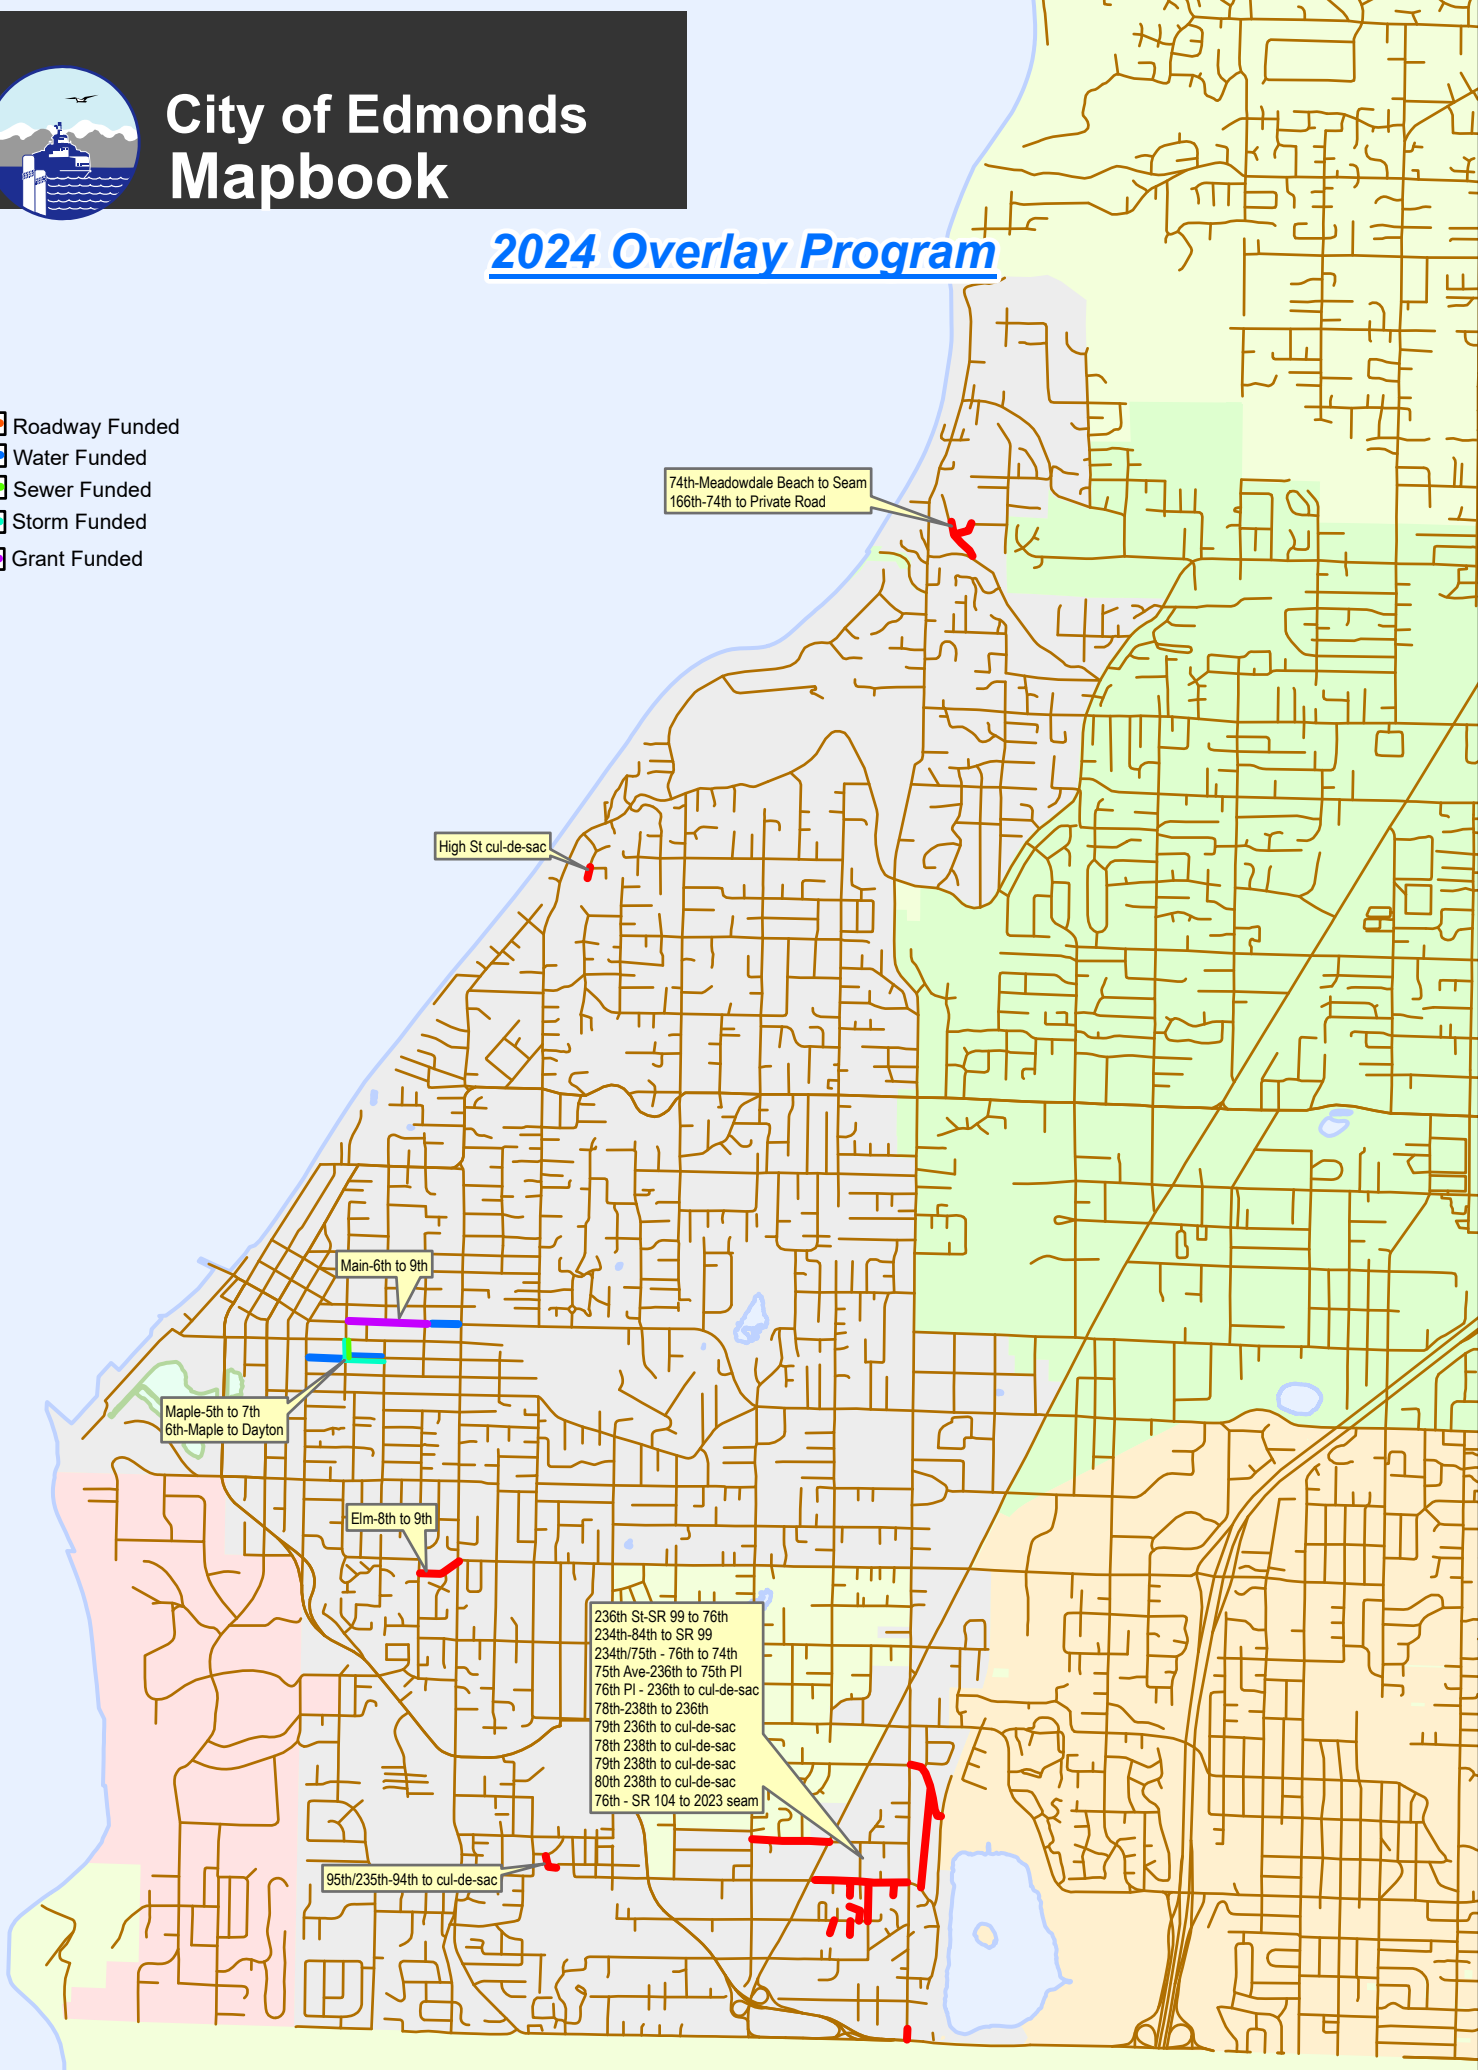 City of Edmonds
Mapbook
2024 Overlay Program
Roadway Funded
Water Funded
Sewer Funded
Storm Funded
Grant Funded
74th-Meadowdale Beach to Seam
166th-74th to Private Road
High St cul-de-sac
Main-6th to 9th
Maple-5th to 7th
6th-Maple to Dayton
Elm-8th to 9th
236th St-SR 99 to 76th
234th-84th to SR 99
234th/75th - 76th to 74th
75th Ave-236th to 75th Pl
76th Pl - 236th to cul-de-sac
78th-238th to 236th
79th 236th to cul-de-sac
78th 238th to cul-de-sac
79th 238th to cul-de-sac
80th 238th to cul-de-sac
76th - SR 104 to 2023 seam
95th/235th-94th to cul-de-sac